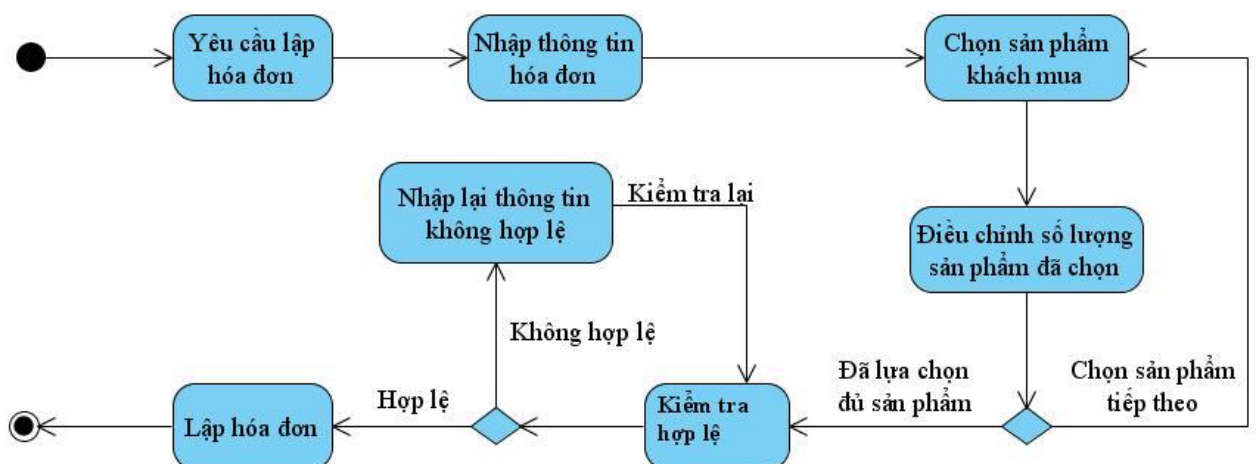 Yêu cầu lập
hóa đơn
Nhập thông tin
hóa đơn
Chọn sản phẩm
khách mua
Nhập lại thông tin
không hợp lệ
Kiểm tra lại
Điều chỉnh số lượng
sản phẩm đã chọn
Không hợp lệ
Đã lựa chọn
đủ sản phẩm
Chọn sản phẩm
tiếp theo
Hợp lệ
Kiểm tra
hợp lệ
Lập hóa đơn